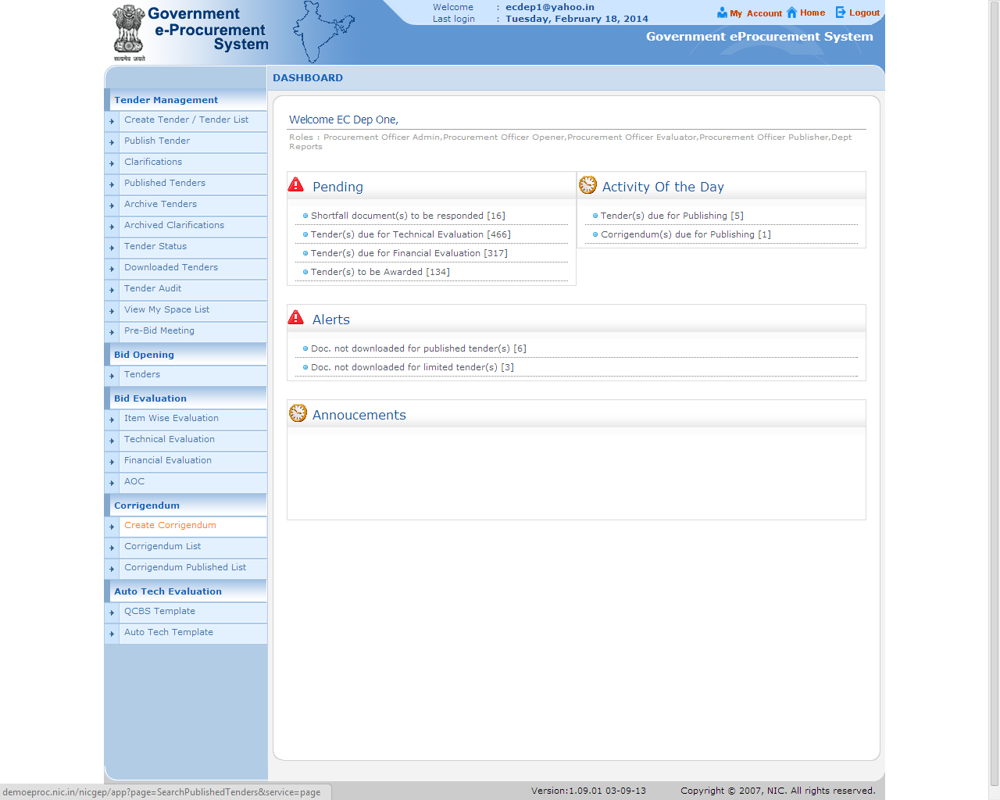 Government
e-Procurement
System
सत्यमेव जयते
Welcome : ecdep1@yahoo.in
Last login : Tuesday, February 18, 2014
My Account Home Logout
Government eProcurement System
DASHBOARD
Tender Management
Create Tender / Tender List
Publish Tender
Clarifications
Published Tenders
Archive Tenders
Archived Clarifications
Tender Status
Downloaded Tenders
Tender Audit
View My Space List
Pre-Bid Meeting
Bid Opening
Tenders
Bid Evaluation
Item Wise Evaluation
Technical Evaluation
Financial Evaluation
AOC
Corrigendum
Create Corrigendum
Corrigendum List
Corrigendum Published List
Auto Tech Evaluation
QCBS Template
Auto Tech Template
Welcome EC Dep One,
Roles : Procurement Officer Admin,Procurement Officer Opener,Procurement Officer Evaluator,Procurement Officer Publisher,Dept
Reports
Pending
Shortfall document(s) to be responded [16]
Tender(s) due for Technical Evaluation [466]
Tender(s) due for Financial Evaluation [317]
Tender(s) to be Awarded [134]
Activity Of the Day
Tender(s) due for Publishing [5]
Corrigendum(s) due for Publishing [1]
Alerts
Doc. not downloaded for published tender(s) [6]
Doc. not downloaded for limited tender(s) [3]
Annoucements
demoeproc.nic.in/nicgep/app?page=SearchPublishedTenders&service=page
Version:1.09.01 03-09-13
Copyright © 2007, NIC. All rights reserved.